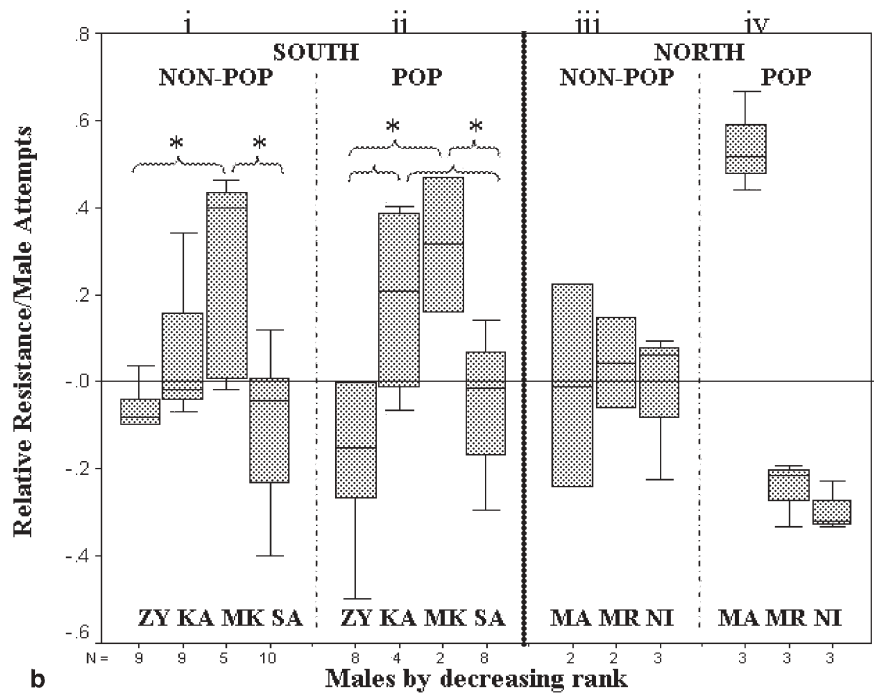 i ii iii iv
SOUTH NORTH
NON-POP POP NON-POP POP
.8
.6
.4
.2
-.0
-.2
-.4
-.6
* * * *
Relative Resistance/Male Attempts
ZY KA MK SA ZY KA MK SA MA MR NI MA MR NI
N = 9 9 5 10 8 4 2 8 2 2 3 3 3 3
b Males by decreasing rank